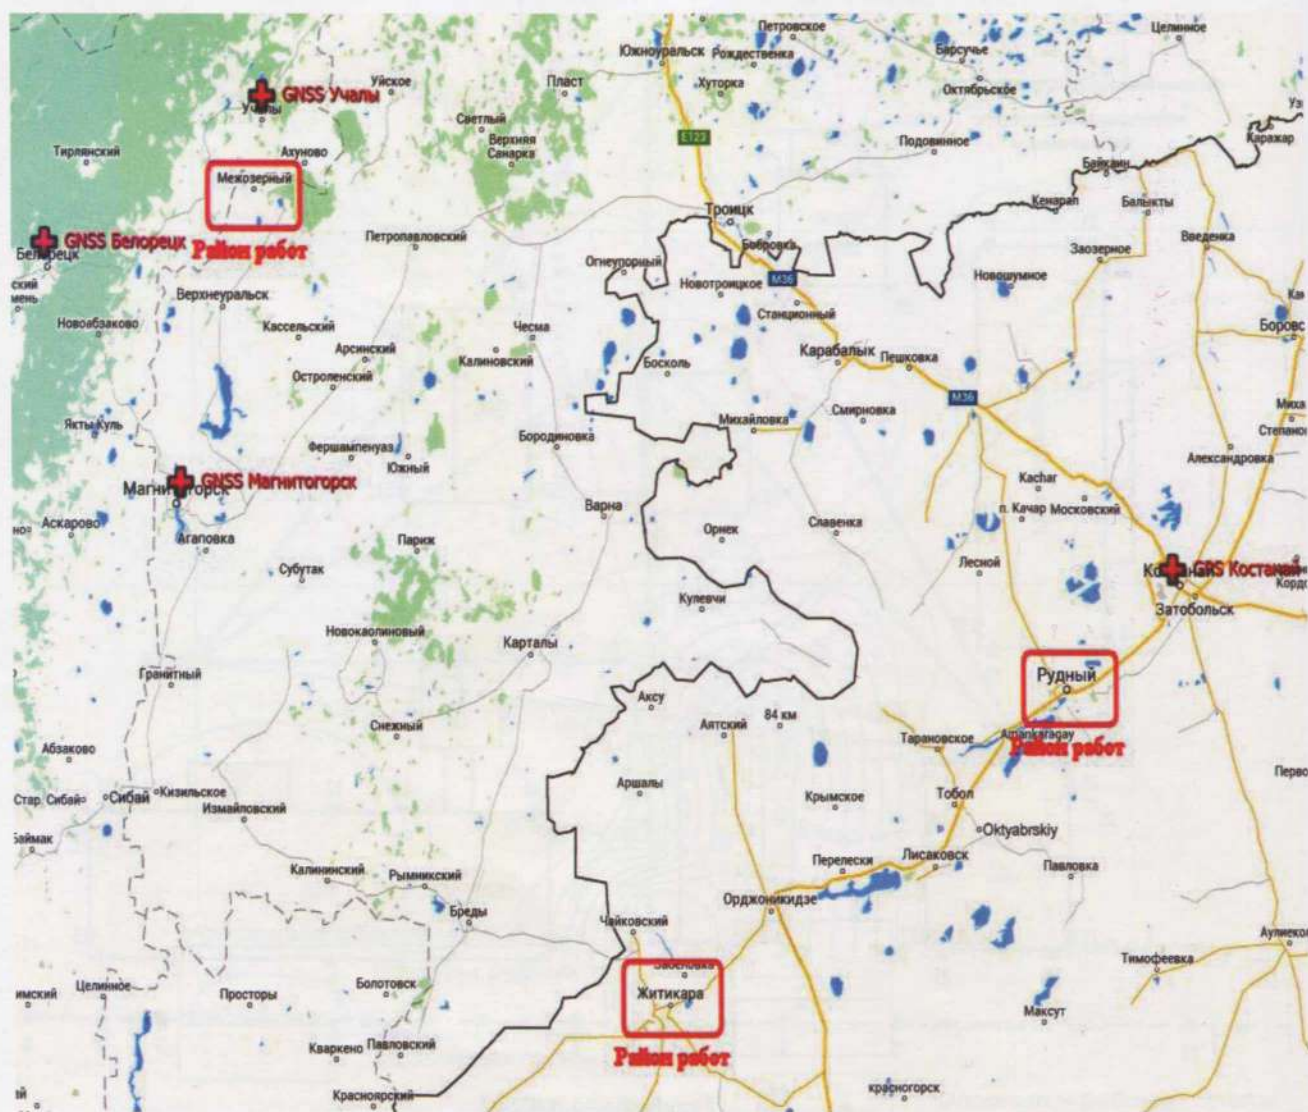 Петровское
Целинное
Южноуральск
Рождественка
Барсучье
Уйское
Пласт
Хуторка
Октябрьское
GNSS Учалы
Учалы
Светлый
Верхняя
Санарка
E123
Подовинное
Каражар
Тирлянский
Ахуново
Байкаин
Межозерный
Кенарал
Балыкты
Троицк
GNSS Белорецк
Белорецк
Район работ
Петропавловский
Бобровка
Заозерное
Введенка
Огнеупорный
Новотроицкое
M36
Новошумное
Верхнеуральск
Станционный
Новоабзаково
Кассельский
Чесма
Арсинский
Калиновский
Босколь
Карабалык
Пешковка
Остроленский
M36
Якты Куль
Михайловка
Смирновка
Фершампенуаз
Бородиновка
Южный
Александровка
GNSS Магнитогорск
Магнитогорск
Kachar
Варна
п. Качар
Московский
Аскарово
Агаповка
Париж
Орнек
Славенка
Субутак
Лесной
GPS Костанай
Кулевчи
Затобольск
Новокаолиновый
Карталы
Гранитный
Рудный
Аксу
Снежный
Аятский
84 км
Тарановское
Amankaragay
Район работ
Абзаково
Аршалы
Стар. Сибай
Сибай
Кизильское
Измайловский
Крымское
Тобол
Oktyabrskiy
Калининский
Рымникский
Перелески
Лисаковск
Павловка
Бреды
Чайковский
Орджоникидзе
Тимофеевка
Забеловка
Целинное
Просторы
Болотовск
Житикара
Максут
Кваркено
Павловский
Район работ
Красноярский
красногорск